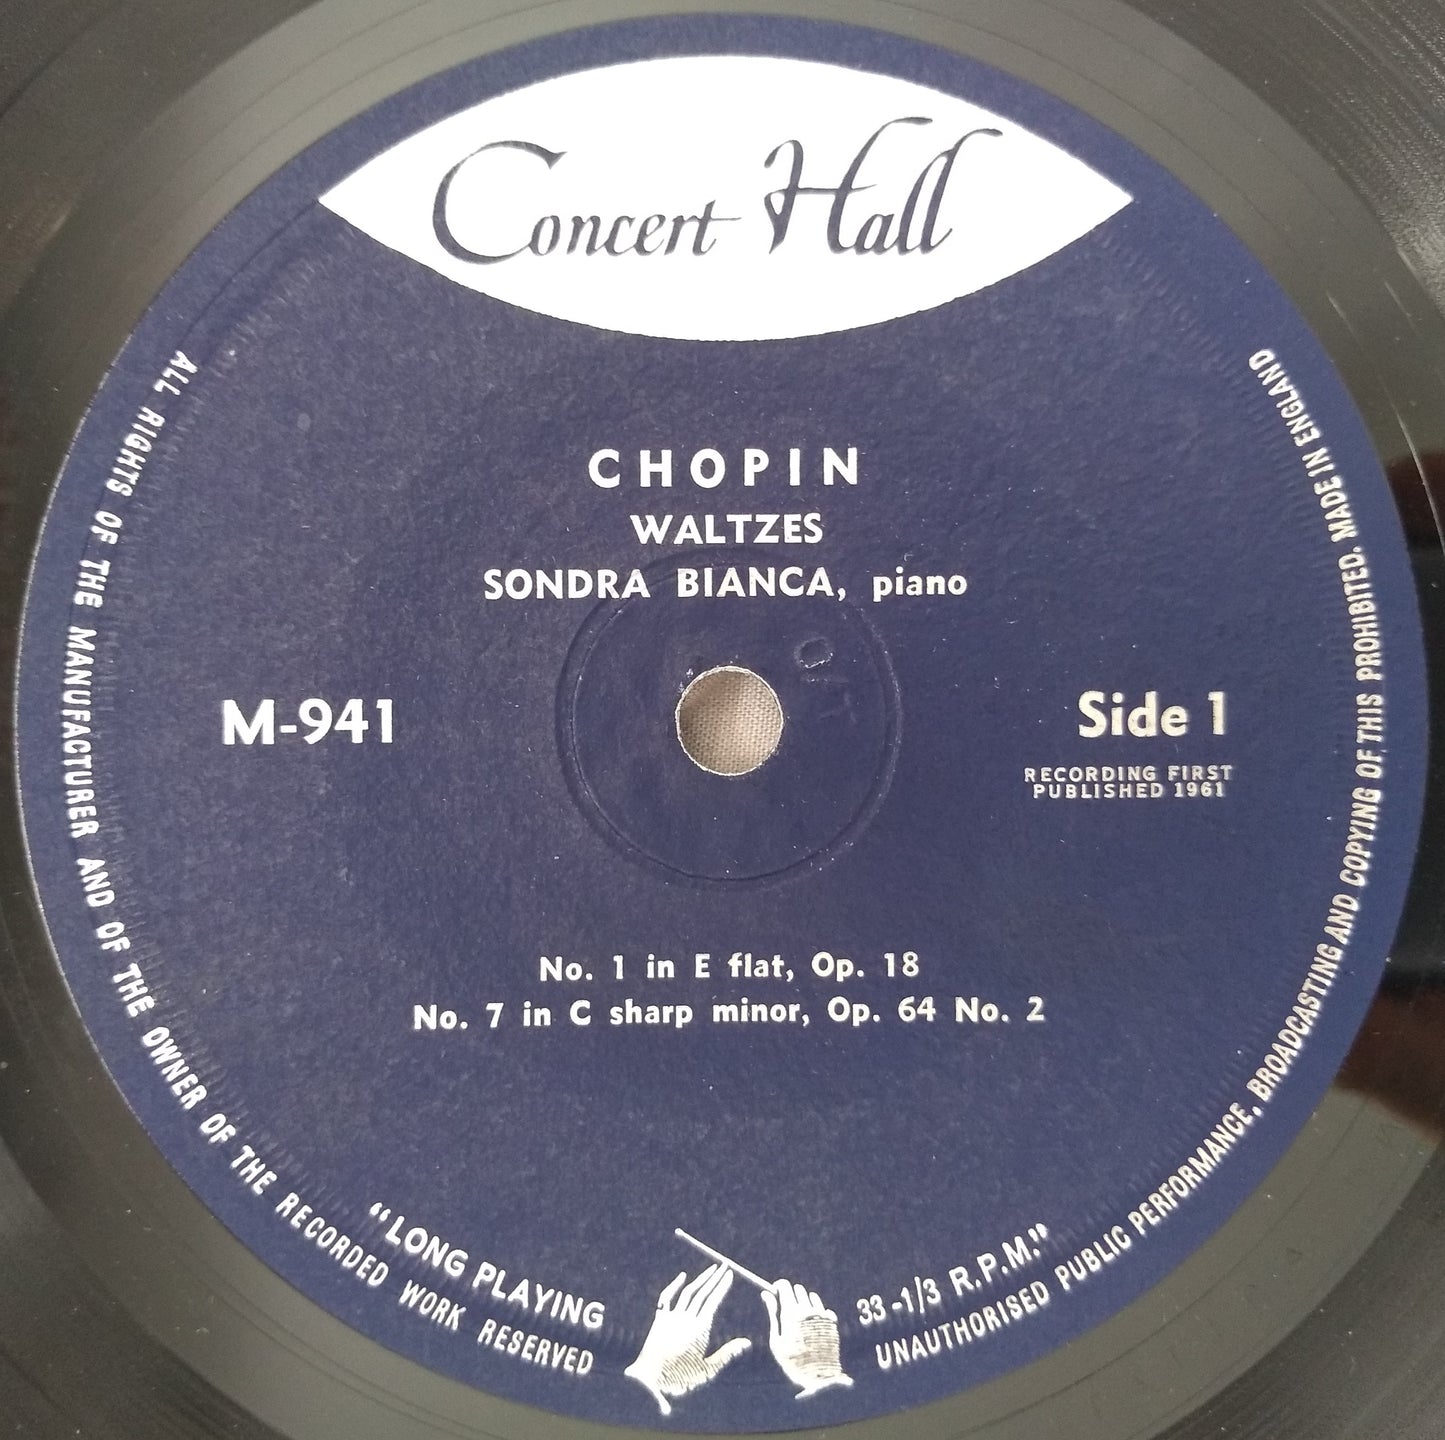 Concert Hall
CHOPIN
WALTZES
SONDRA BIANCA, piano
M-941
Side 1
RECORDING FIRST
PUBLISHED 1961
No. 1 in E flat, Op. 18
No. 7 in C sharp minor, Op. 64 No. 2
"LONG PLAYING
33-1/3 R.P.M."
ALL RIGHTS OF THE MANUFACTURER AND OF THE OWNER OF THE RECORDED WORK RESERVED
UNAUTHORISED PUBLIC PERFORMANCE, BROADCASTING AND COPYING OF THIS PROHIBITED. MADE IN ENGLAND